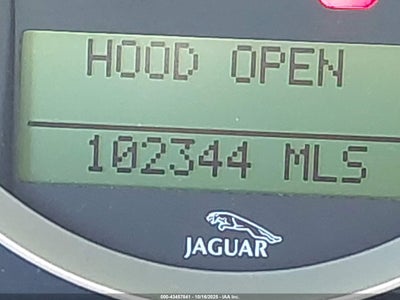 HOOD OPEN
102344 MLS
JAGUAR
000-43457841 - 10/16/2025 - IAA Inc.